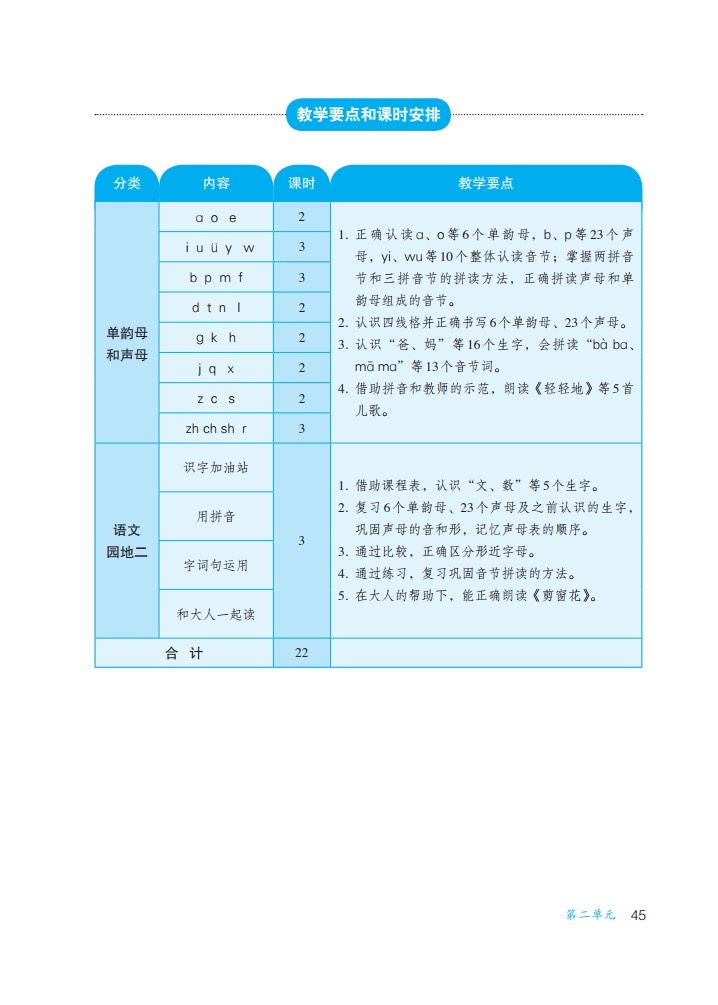 教学要点和课时安排
分类 内容 课时 教学要点
单韵母
和声母
ɑ o e 2
i u ü y w 3
b p m f 3
d t n l 2
g k h 2
j q x 2
z c s 2
zh ch sh r 3
1. 正确认读ɑ、o等6个单韵母，b、p等23个声
母，yi、wu等10个整体认读音节；掌握两拼音
节和三拼音节的拼读方法，正确拼读声母和单
韵母组成的音节。
2. 认识四线格并正确书写6个单韵母、23个声母。
3. 认识“爸、妈”等16个生字，会拼读“bà bɑ、
mā mɑ”等13个音节词。
4. 借助拼音和教师的示范，朗读《轻轻地》等5首
儿歌。
语文
园地二
识字加油站
用拼音
字词句运用
和大人一起读
3
1. 借助课程表，认识“文、数”等5个生字。
2. 复习6个单韵母、23个声母及之前认识的生字，
巩固声母的音和形，记忆声母表的顺序。
3. 通过比较，正确区分形近字母。
4. 通过练习，复习巩固音节拼读的方法。
5. 在大人的帮助下，能正确朗读《剪窗花》。
合 计 22
第二单元 45